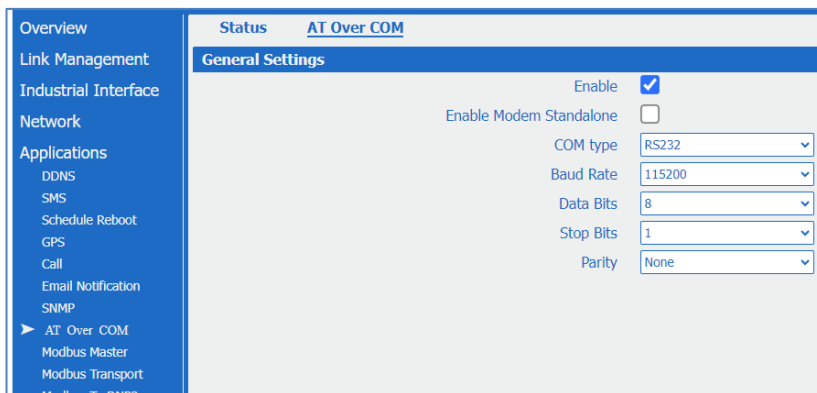 Overview
Link Management
Industrial Interface
Network
Applications
DDNS
SMS
Schedule Reboot
GPS
Call
Email Notification
SNMP
AT Over COM
Modbus Master
Modbus Transport
Status AT Over COM
General Settings
Enable
Enable Modem Standalone
COM type RS232
Baud Rate 115200
Data Bits 8
Stop Bits 1
Parity None